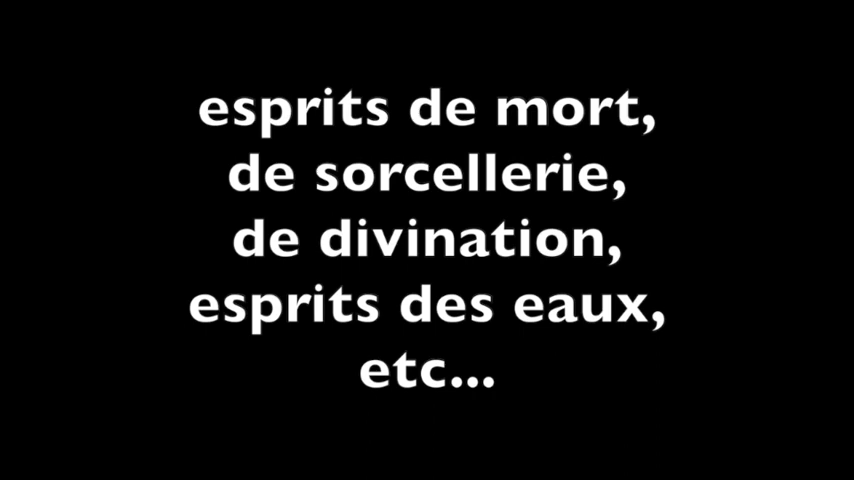 esprits de mort,
de sorcellerie,
de divination,
esprits des eaux,
etc...